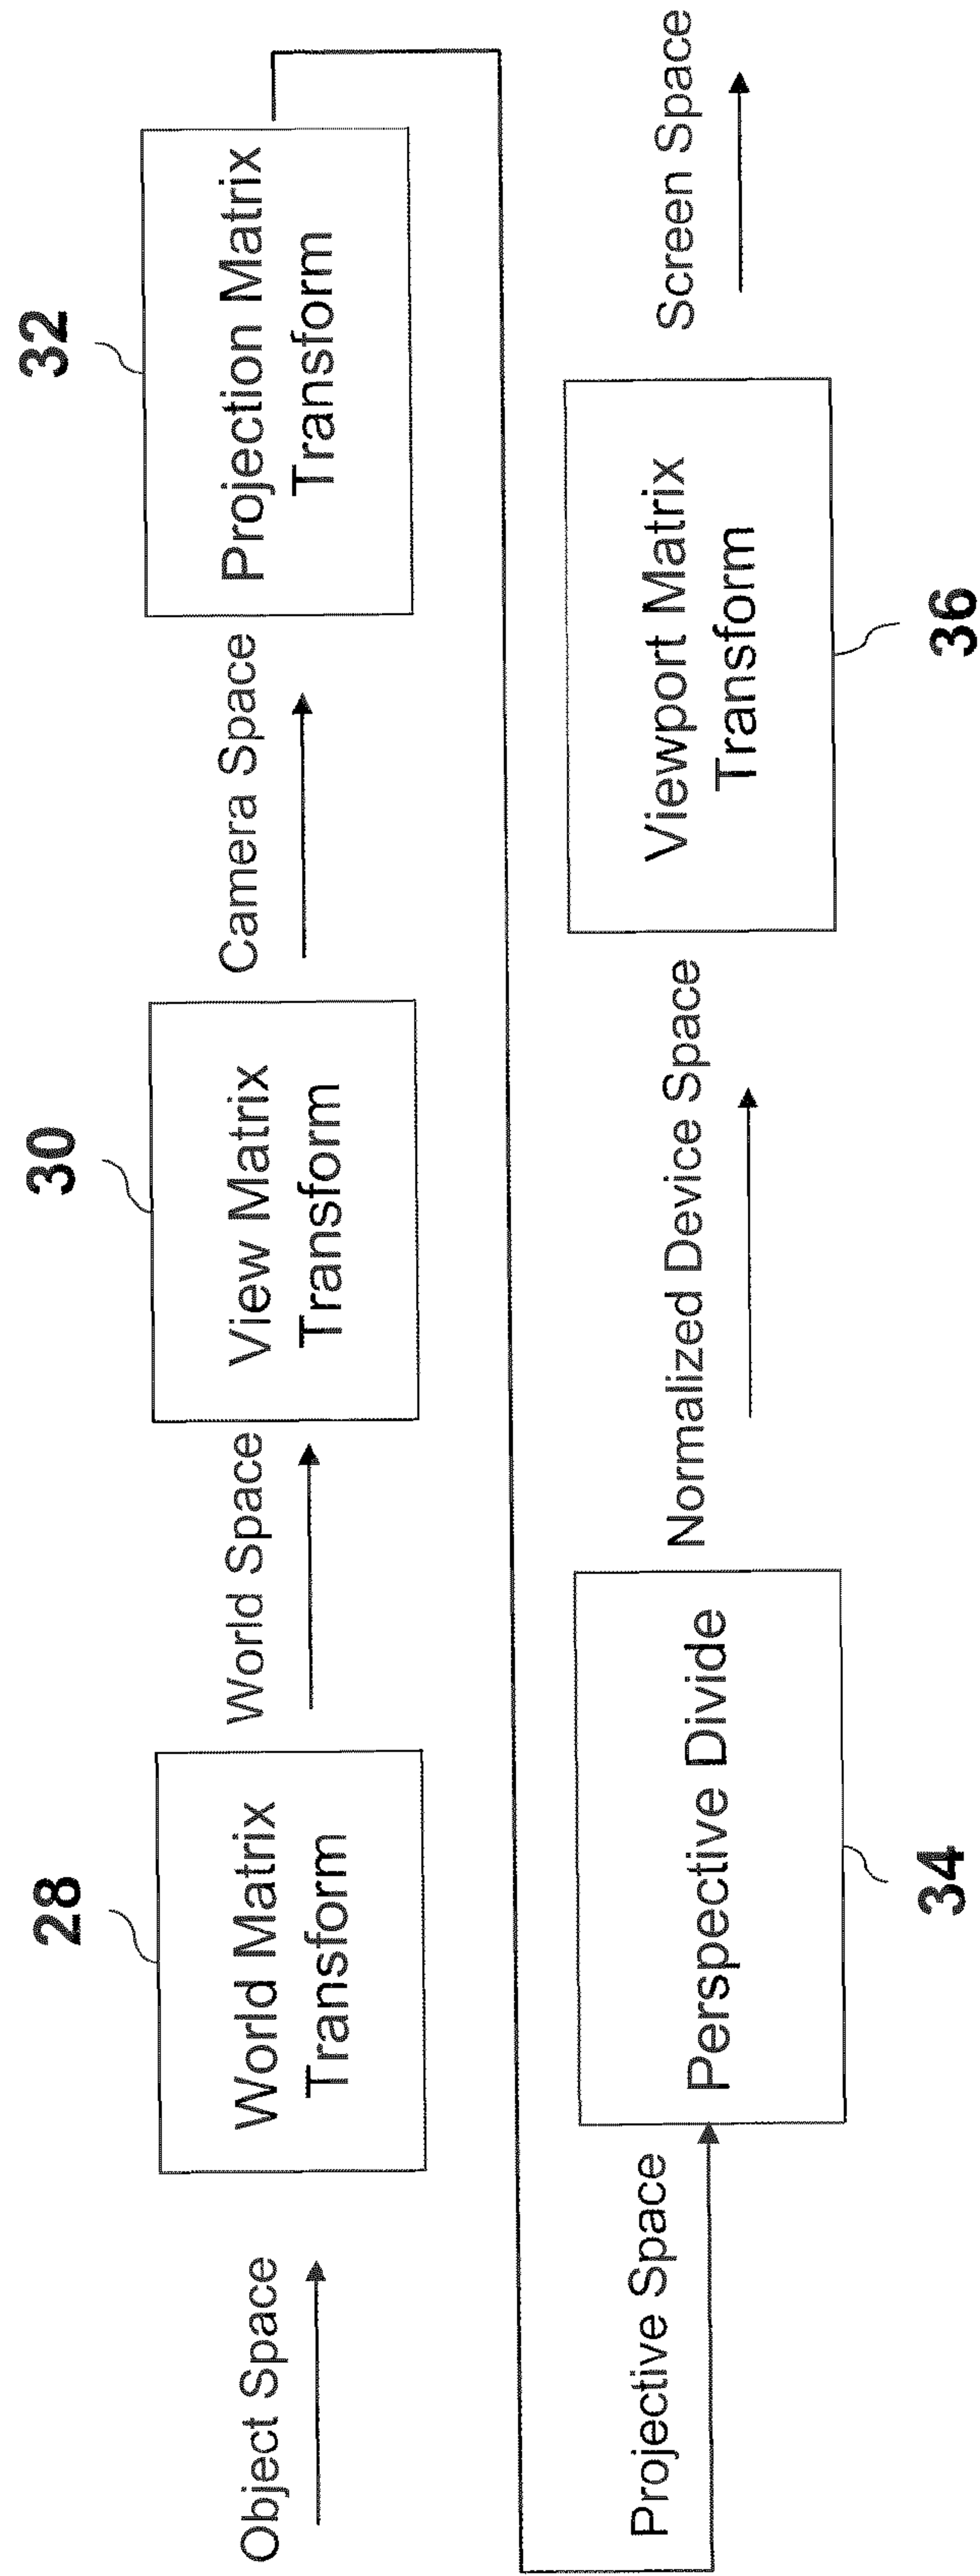 28
30
32
Object Space
World Matrix
Transform
World Space
View Matrix
Transform
Camera Space
Projection Matrix
Transform
Projective Space
Perspective Divide
Normalized Device Space
Viewport Matrix
Transform
Screen Space
34
36